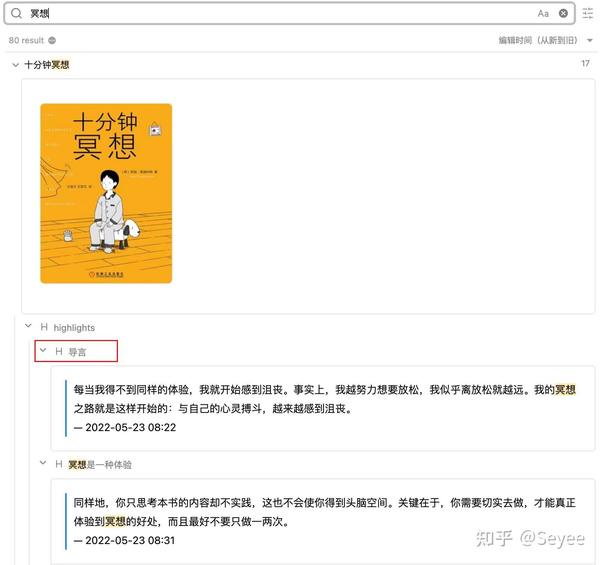 冥想
Aa
80 result
编辑时间（从新到旧）
十分钟冥想
17
十分钟
冥想
机械工业出版社
H highlights
H 导言
每当我得不到同样的体验，我就开始感到沮丧。事实上，我越努力想要放松，我似乎离放松就越远。我的冥想
之路就是这样开始的：与自己的心灵搏斗，越来越感到沮丧。
— 2022-05-23 08:22
H 冥想是一种体验
同样地，你只思考本书的内容却不实践，这也不会使你得到头脑空间。关键在于，你需要切实去做，才能真正
体验到冥想的好处，而且最好不要只做一两次。
— 2022-05-23 08:31
知乎 @Seyee